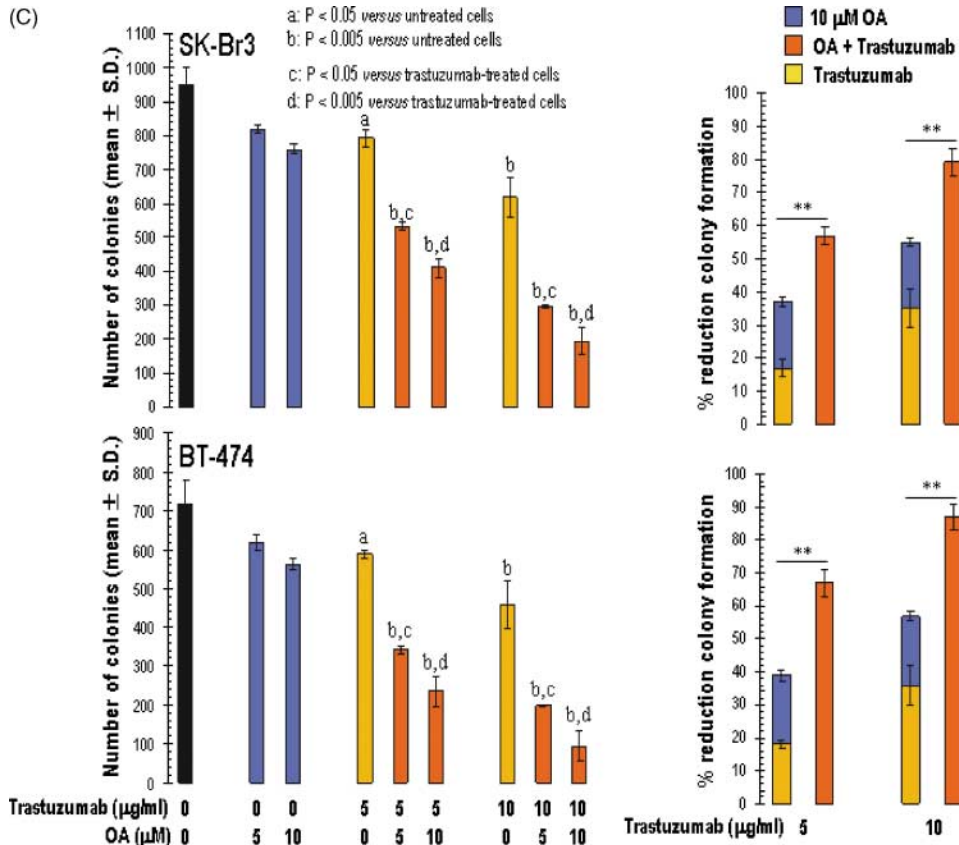 (C)
a: P < 0.05 versus untreated cells
b: P < 0.005 versus untreated cells
c: P < 0.05 versus trastuzumab-treated cells
d: P < 0.005 versus trastuzumab-treated cells
SK-Br3
Number of colonies (mean ± S.D.)
1100
1000
900
800
700
600
500
400
300
200
100
0
a
b,c
b,d
b
b,c
b,d
10 µM OA
OA + Trastuzumab
Trastuzumab
% reduction colony formation
100
90
80
70
60
50
40
30
20
10
0
**
**
BT-474
Number of colonies (mean ± S.D.)
900
800
700
600
500
400
300
200
100
0
a
b,c
b,d
b
b,c
b,d
Trastuzumab (µg/ml) 0 0 0 5 5 5 10 10 10
OA (µM) 0 5 10 0 5 10 0 5 10
% reduction colony formation
100
90
80
70
60
50
40
30
20
10
0
**
**
Trastuzumab (µg/ml) 5 10